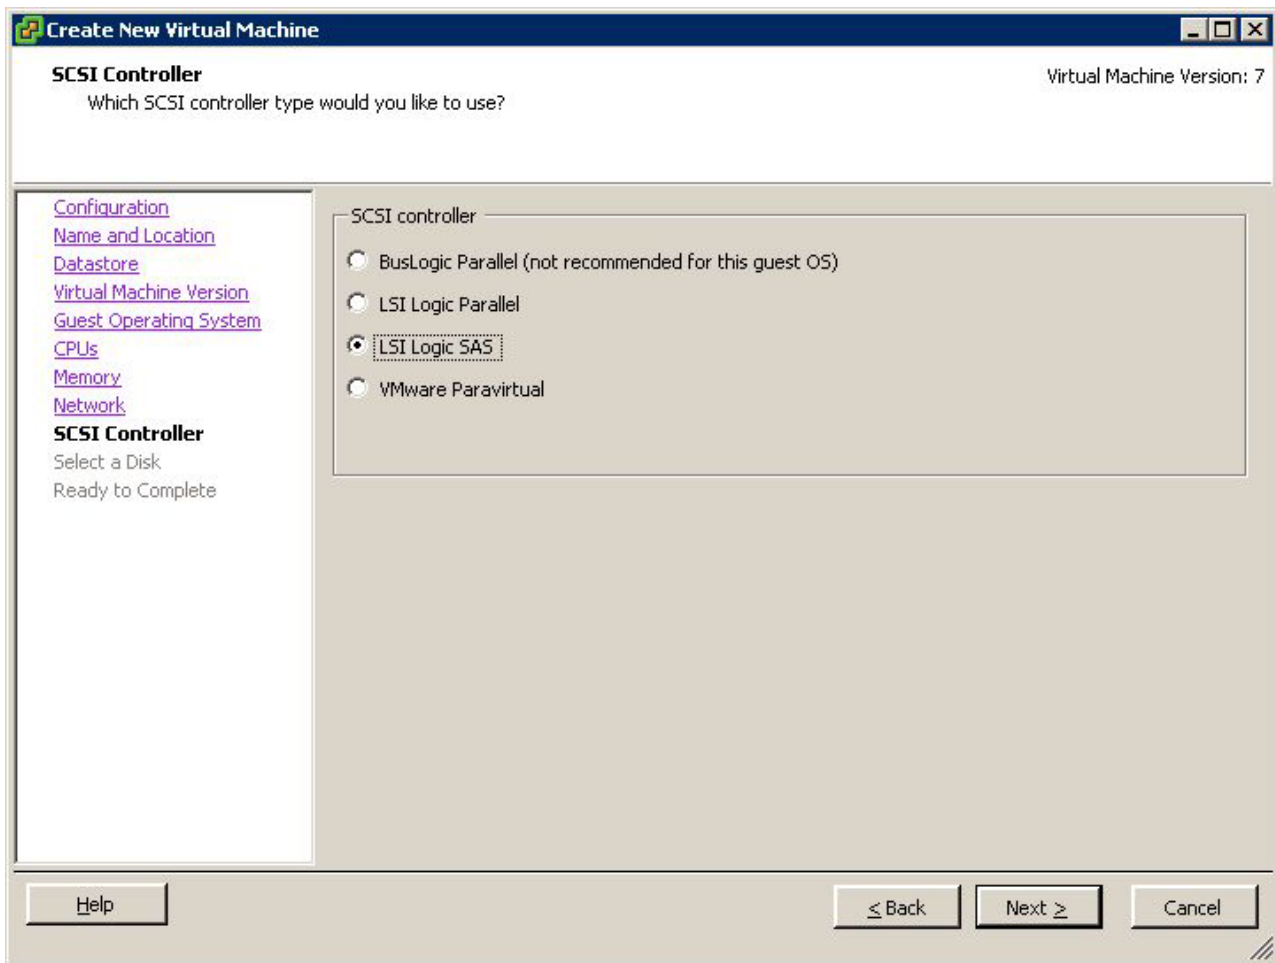 Create New Virtual Machine
SCSI Controller
Virtual Machine Version: 7
Which SCSI controller type would you like to use?
Configuration
Name and Location
Datastore
Virtual Machine Version
Guest Operating System
CPUs
Memory
Network
SCSI Controller
Select a Disk
Ready to Complete
SCSI controller
BusLogic Parallel (not recommended for this guest OS)
LSI Logic Parallel
LSI Logic SAS
VMware Paravirtual
Help
< Back
Next >
Cancel